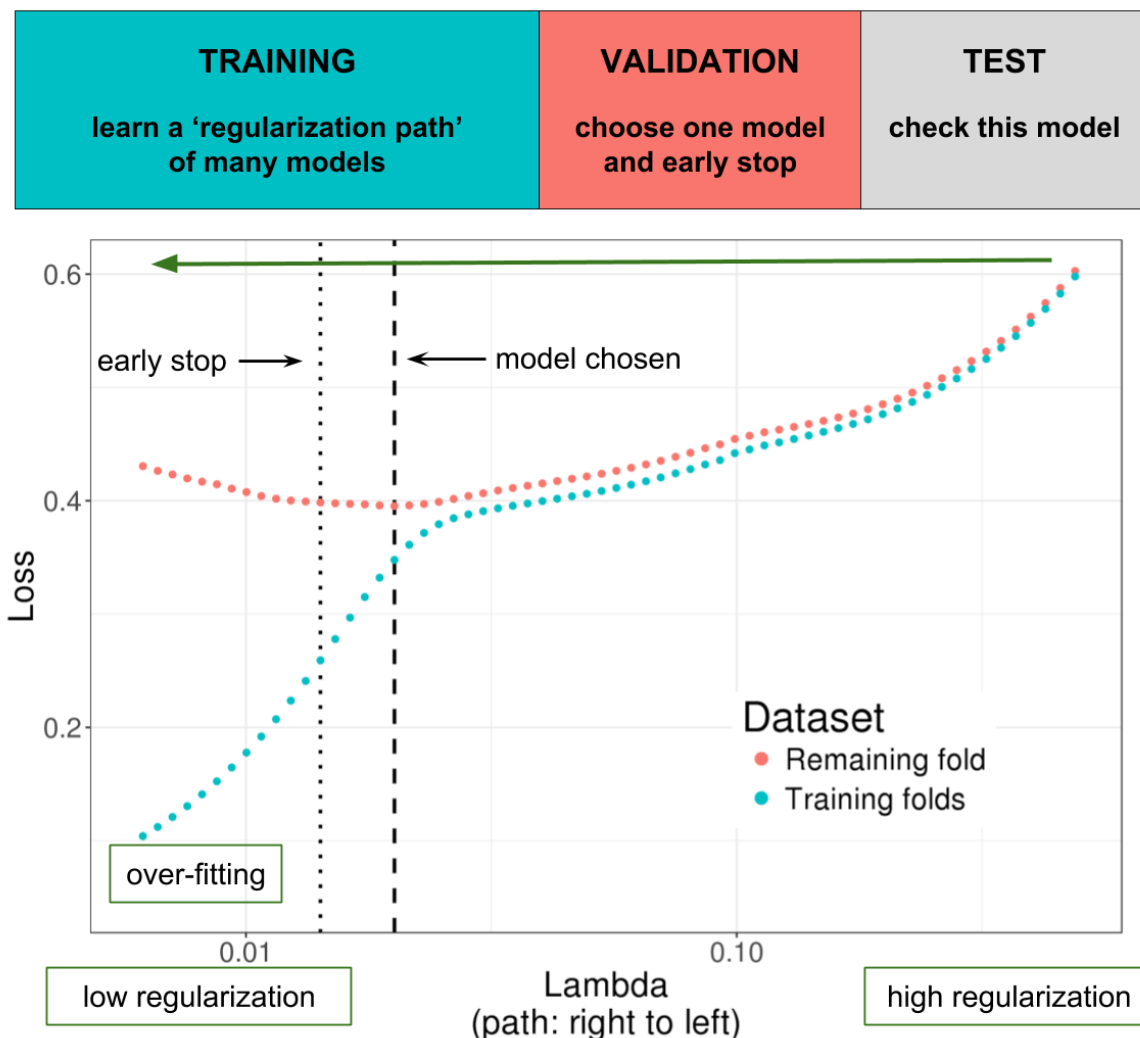 TRAINING
learn a ‘regularization path’
of many models
VALIDATION
choose one model
and early stop
TEST
check this model
0.6
0.4
0.2
Loss
early stop
model chosen
Dataset
Remaining fold
Training folds
over-fitting
0.01
0.10
low regularization
Lambda
(path: right to left)
high regularization